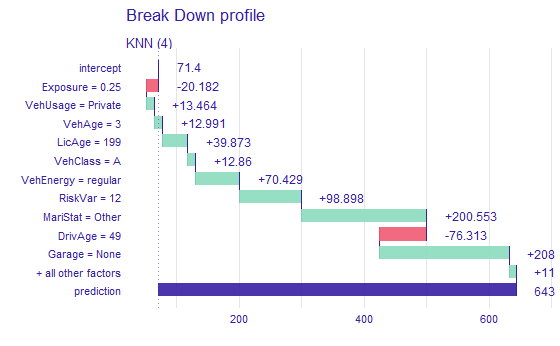 Break Down profile
KNN (4)
intercept 71.4
Exposure = 0.25 -20.182
VehUsage = Private +13.464
VehAge = 3 +12.991
LicAge = 199 +39.873
VehClass = A +12.86
VehEnergy = regular +70.429
RiskVar = 12 +98.898
MariStat = Other +200.553
DrivAge = 49 -76.313
Garage = None +208
+ all other factors +11
prediction 643
200 400 600